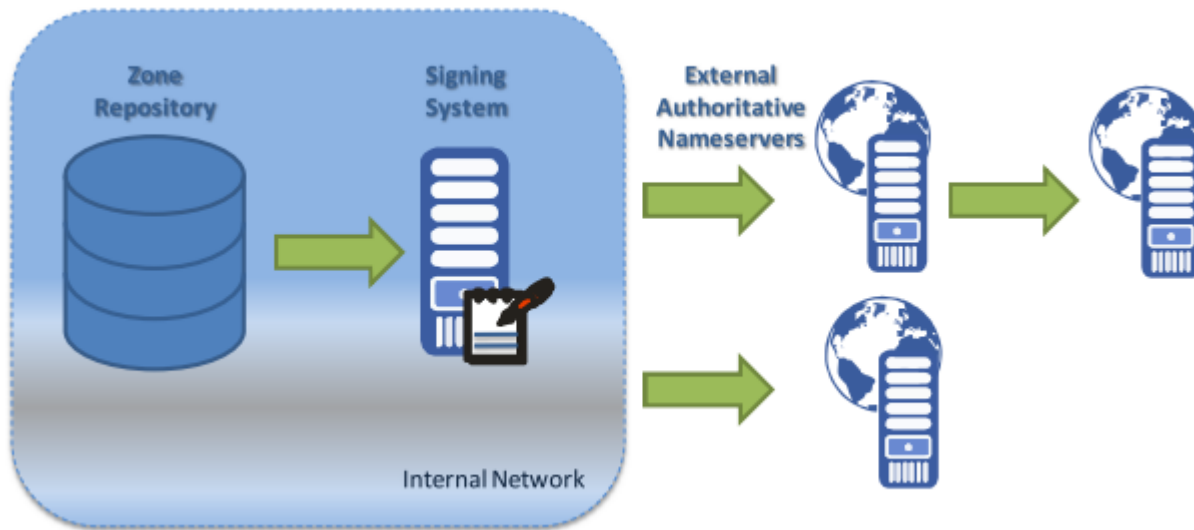 Zone
Repository
Signing
System
External
Authoritative
Nameservers
Internal Network